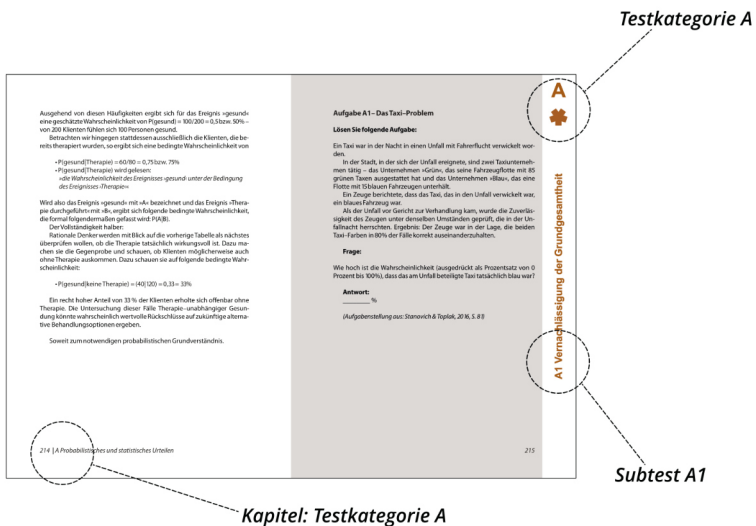 Testkategorie A
Ausgehend von diesen Häufigkeiten ergibt sich für das Ereignis »gesund«
eine geschätzte Wahrscheinlichkeit von P(gesund) = 100/200 = 0,5 bzw. 50% –
von 200 Klienten fühlen sich 100 Personen gesund.
Betrachten wir hingegen stattdessen ausschließlich die Klienten, die be-
reits therapiert wurden, so ergibt sich eine bedingte Wahrscheinlichkeit von
• P(gesund|Therapie) = 60/80 = 0,75 bzw. 75%
• P(gesund|Therapie) wird gelesen:
»die Wahrscheinlichkeit des Ereignisses ›gesund‹ unter der Bedingung
des Ereignisses ›Therapie‹«
Wird also das Ereignis »gesund« mit »A« bezeichnet und das Ereignis »Thera-
pie durchgeführt« mit »B«, ergibt sich folgende bedingte Wahrscheinlichkeit,
die formal folgendermaßen gefasst wird: P(A|B).
Der Vollständigkeit halber:
Rationale Denker werden mit Blick auf die vorherige Tabelle als nächstes
überprüfen wollen, ob die Therapie tatsächlich wirkungsvoll ist. Dazu ma-
chen sie die Gegenprobe und schauen, ob Klienten möglicherweise auch
ohne Therapie auskommen. Dazu schauen sie auf folgende bedingte Wahr-
scheinlichkeit:
• P(gesund|keine Therapie) = (40|120) = 0,33 = 33%
Ein recht hoher Anteil von 33 % der Klienten erholte sich offenbar ohne
Therapie. Die Untersuchung dieser Fälle Therapie-unabhängiger Gesun-
dung könnte wahrscheinlich wertvolle Rückschlüsse auf zukünftige alterna-
tive Behandlungsoptionen ergeben.
Soweit zum notwendigen probabilistischen Grundverständnis.
214 | A Probabilistisches und statistisches Urteilen
Aufgabe A1– Das Taxi-Problem
Lösen Sie folgende Aufgabe:
Ein Taxi war in der Nacht in einen Unfall mit Fahrerflucht verwickelt wor-
den.
In der Stadt, in der sich der Unfall ereignete, sind zwei Taxiunterneh-
men tätig – das Unternehmen »Grün«, das seine Fahrzeugflotte mit 85
grünen Taxen ausgestattet hat und das Unternehmen »Blau«, das eine
Flotte mit 15 blauen Fahrzeugen unterhält.
Ein Zeuge berichtete, dass das Taxi, das in den Unfall verwickelt war,
ein blaues Fahrzeug war.
Als der Unfall vor Gericht zur Verhandlung kam, wurde die Zuverläs-
sigkeit des Zeugen unter denselben Umständen geprüft, die in der Un-
fallnacht herrschten. Ergebnis: Der Zeuge war in der Lage, die beiden
Taxi-Farben in 80% der Fälle korrekt auseinanderzuhalten.
Frage:
Wie hoch ist die Wahrscheinlichkeit (ausgedrückt als Prozentsatz von 0
Prozent bis 100%), dass das am Unfall beteiligte Taxi tatsächlich blau war?
Antwort:
________ %
(Aufgabenstellung aus: Stanovich & Toplak, 2016, S. 81)
215
A
✱
A1 Vernachlässigung der Grundgesamtheit
Subtest A1
Kapitel: Testkategorie A